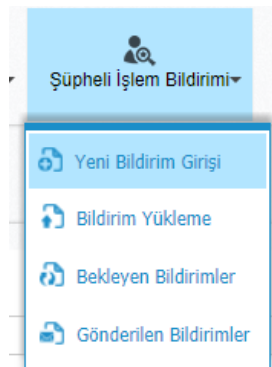 Şüpheli İşlem Bildirimi
Yeni Bildirim Girişi
Bildirim Yükleme
Bekleyen Bildirimler
Gönderilen Bildirimler